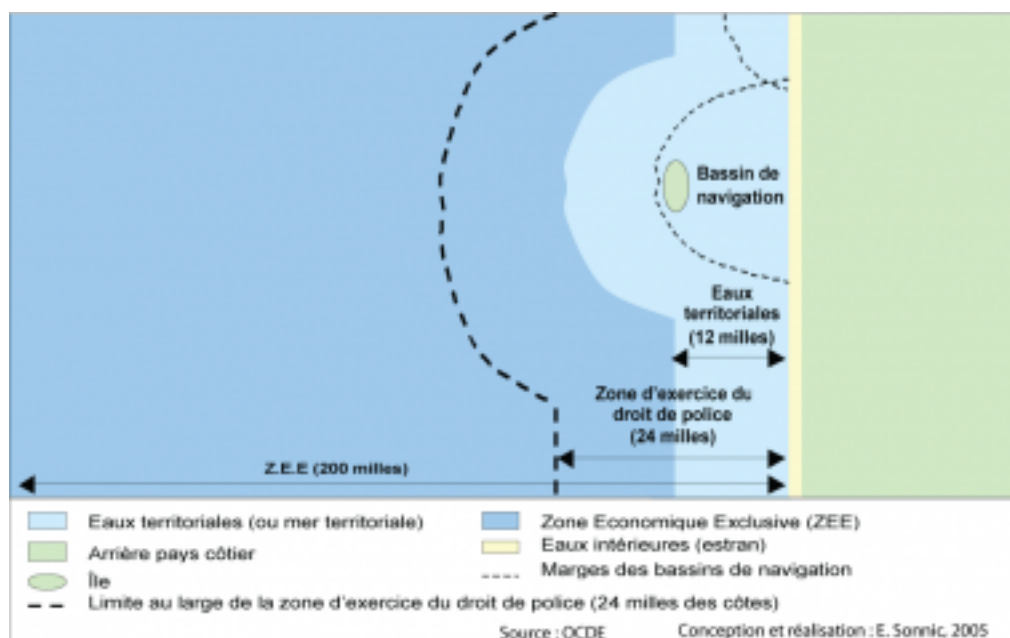 Bassin de
navigation
Eaux
territoriales
(12 milles)
Zone d'exercice du
droit de police
(24 milles)
Z.E.E (200 milles)
Eaux territoriales (ou mer territoriale)
Zone Economique Exclusive (ZEE)
Arrière pays côtier
Eaux intérieures (estran)
Île
Marges des bassins de navigation
Limite au large de la zone d'exercice du droit de police (24 milles des côtes)
Source : OCDE
Conception et réalisation : E. Sonnic, 2005